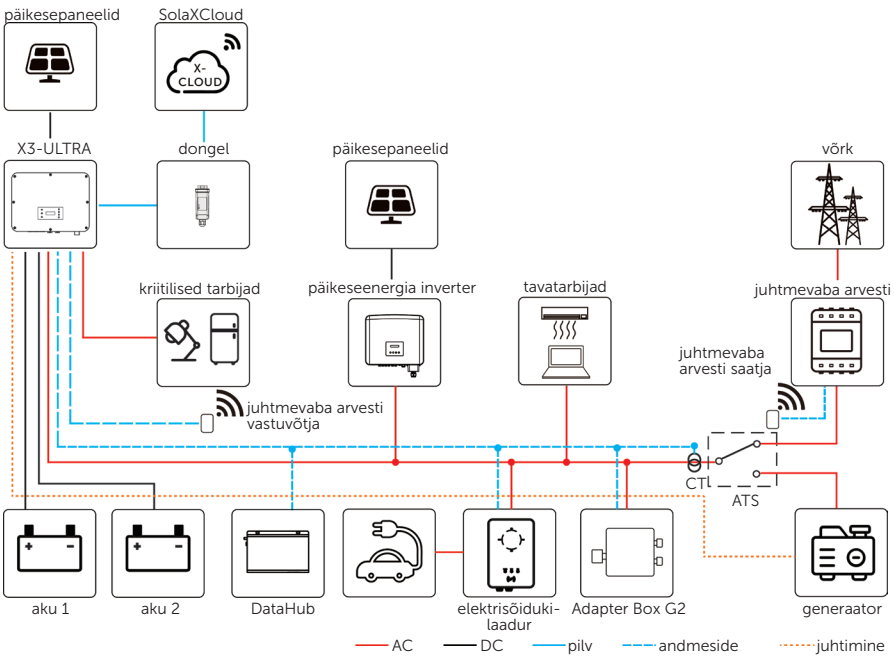 päikesepaneelid
SolaXCloud
X-
CLOUD
X3-ULTRA
dongel
päikesepaneelid
võrk
kriitilised tarbijad
päikeseenergia inverter
tavatarbijad
juhtmevaba arvesti
juhtmevaba
arvesti saatja
juhtmevaba arvesti
vastuvõtja
CT
ATS
aku 1
aku 2
DataHub
elektrisõiduki-
laadur
Adapter Box G2
generaator
AC
DC
pilv
andmeside
juhtimine